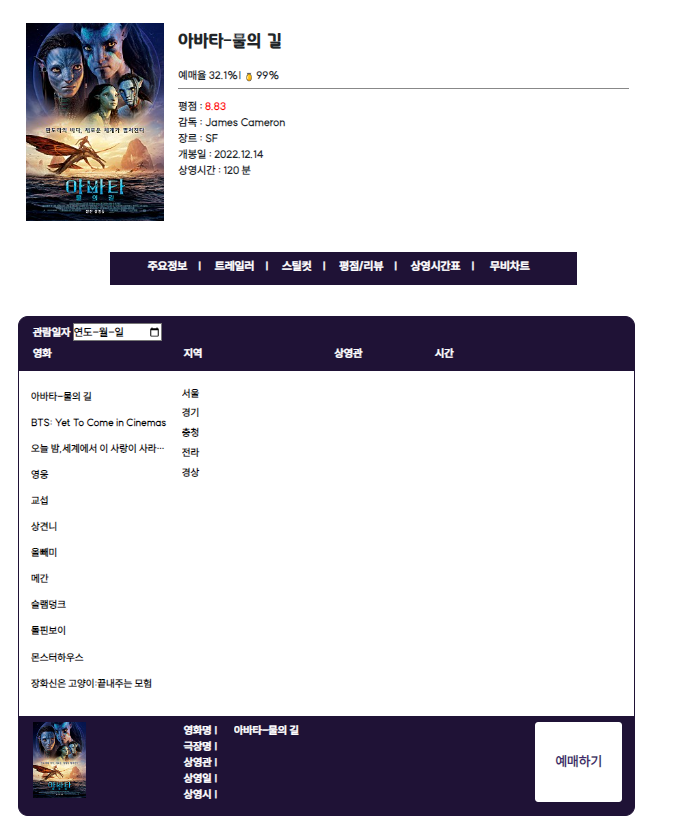 아바타-물의 길
예매율 32.1%| 99%
평점 : 8.83
감독 : James Cameron
장르 : SF
개봉일 : 2022.12.14
상영시간 : 120 분
판도라의 바다, 새로운 세계가 펼쳐진다
아바타
물의 길
주요정보 | 트레일러 | 스틸컷 | 평점/리뷰 | 상영시간표 | 무비차트
관람일자 연도-월-일
영화 지역 상영관 시간
아바타-물의 길
BTS: Yet To Come in Cinemas
오늘 밤,세계에서 이 사랑이 사라…
영웅
교섭
상견니
올빼미
메간
슬램덩크
돌핀보이
몬스터하우스
장화신은 고양이:끝내주는 모험
서울
경기
충청
전라
경상
아바타
영화명 | 아바타-물의 길
극장명 |
상영관 |
상영일 |
상영시 |
예매하기